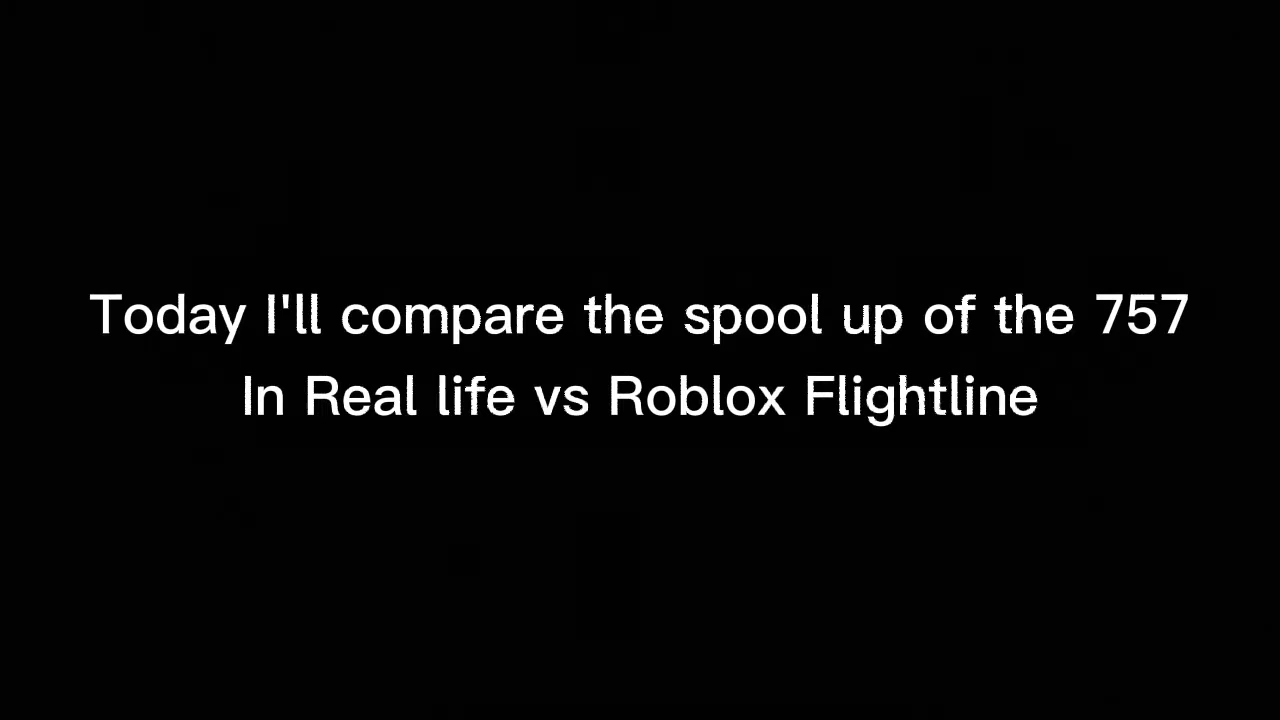 Today I'll compare the spool up of the 757
In Real life vs Roblox Flightline